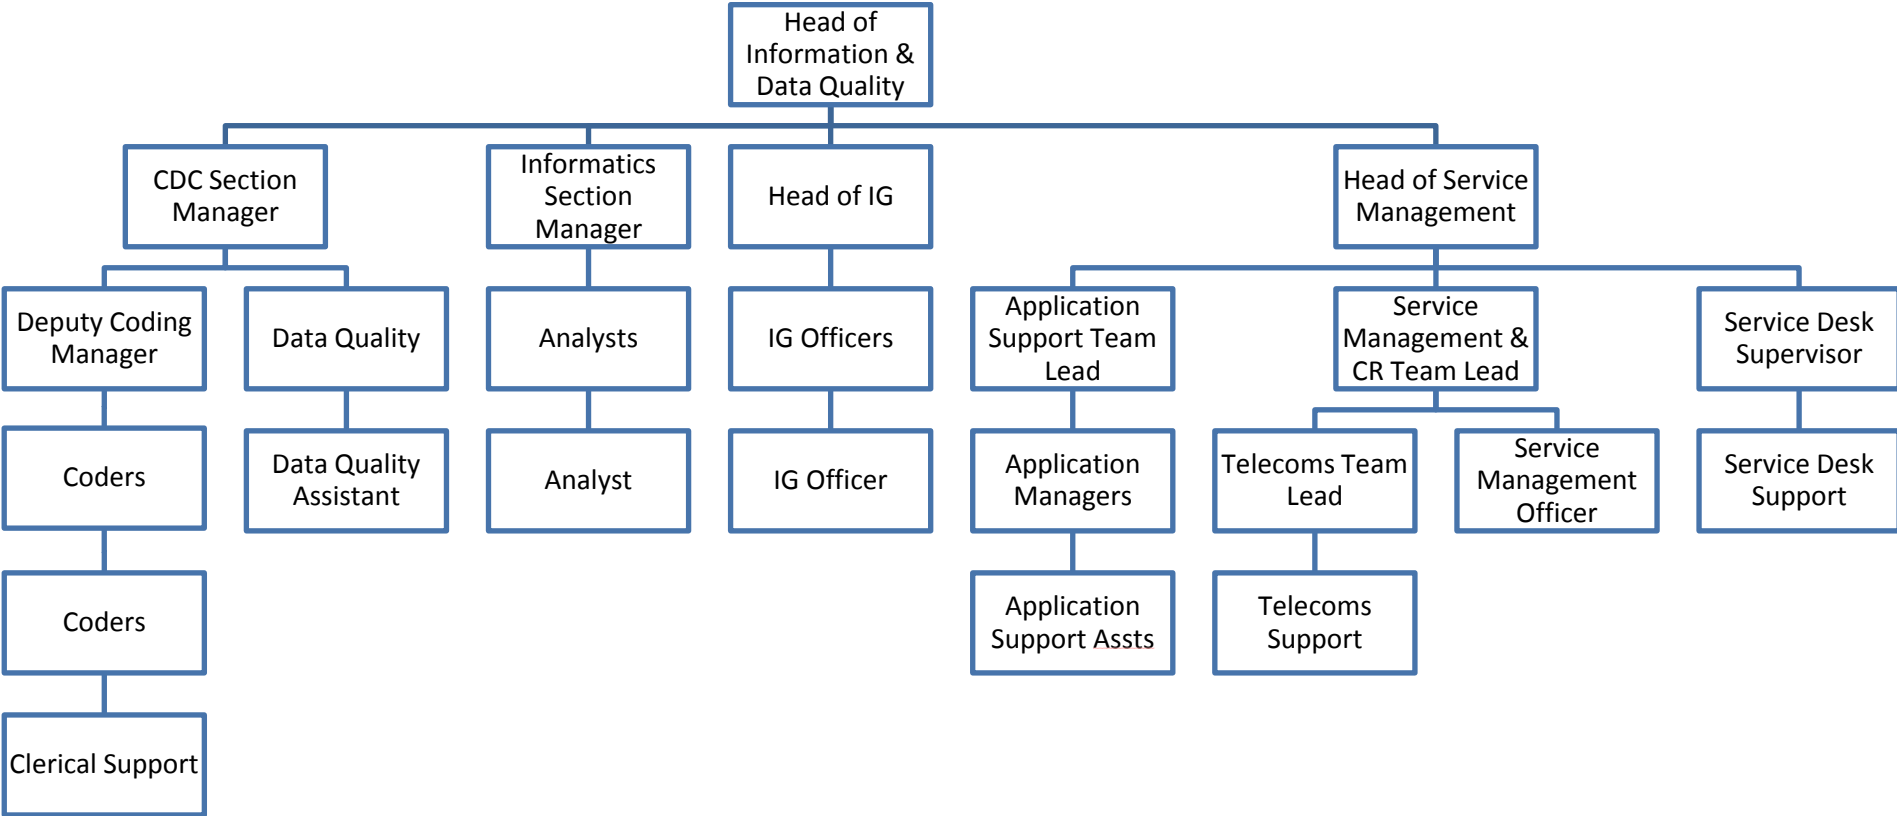 Head of
Information &
Data Quality
CDC Section
Manager
Informatics
Section
Manager
Head of IG
Head of Service
Management
Deputy Coding
Manager
Data Quality
Analysts
IG Officers
Application
Support Team
Lead
Service
Management &
CR Team Lead
Service Desk
Supervisor
Coders
Data Quality
Assistant
Analyst
IG Officer
Application
Managers
Telecoms Team
Lead
Service
Management
Officer
Service Desk
Support
Coders
Application
Support Assts
Telecoms
Support
Clerical Support